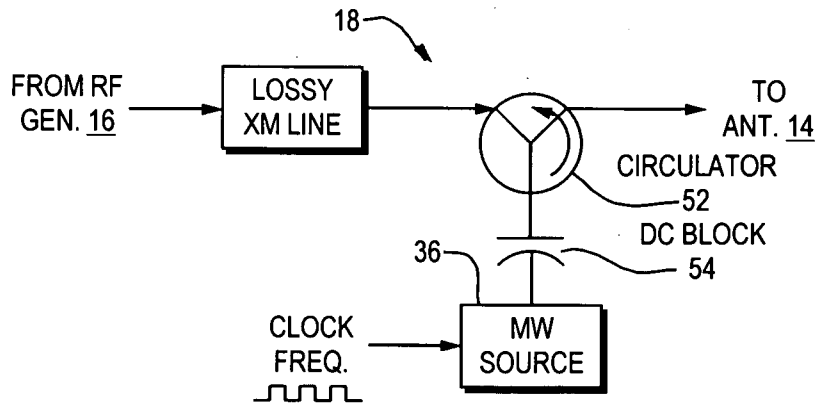 18
FROM RF
GEN. 16
LOSSY
XM LINE
TO
ANT. 14
CIRCULATOR
52
DC BLOCK
54
36
MW
SOURCE
CLOCK
FREQ.